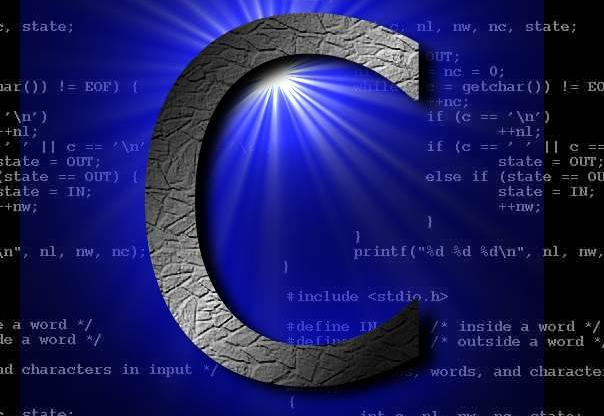 c, state;
c, nl, nw, nc, state;
OUT;
= nc = 0;
har()) != EOF) {
c = getchar()) != EO
++nc;
'\n')
if (c == '\n')
++nl;
++nl;
' ' || c == '\n'
if (c == ' ' || c ==
state = OUT;
state = OUT;
(state == OUT) {
else if (state == OU
state = IN;
state = IN;
++nw;
++nw;
}
}
\n", nl, nw, nc);
printf("%d %d %d\n", nl, nw,
}
#include <stdio.h>
e a word */
#define IN /* inside a word */
de a word */
/* outside a word */
nd characters in input */
words, and character
{
c, state;
int c, nl, nw, nc, state;
C